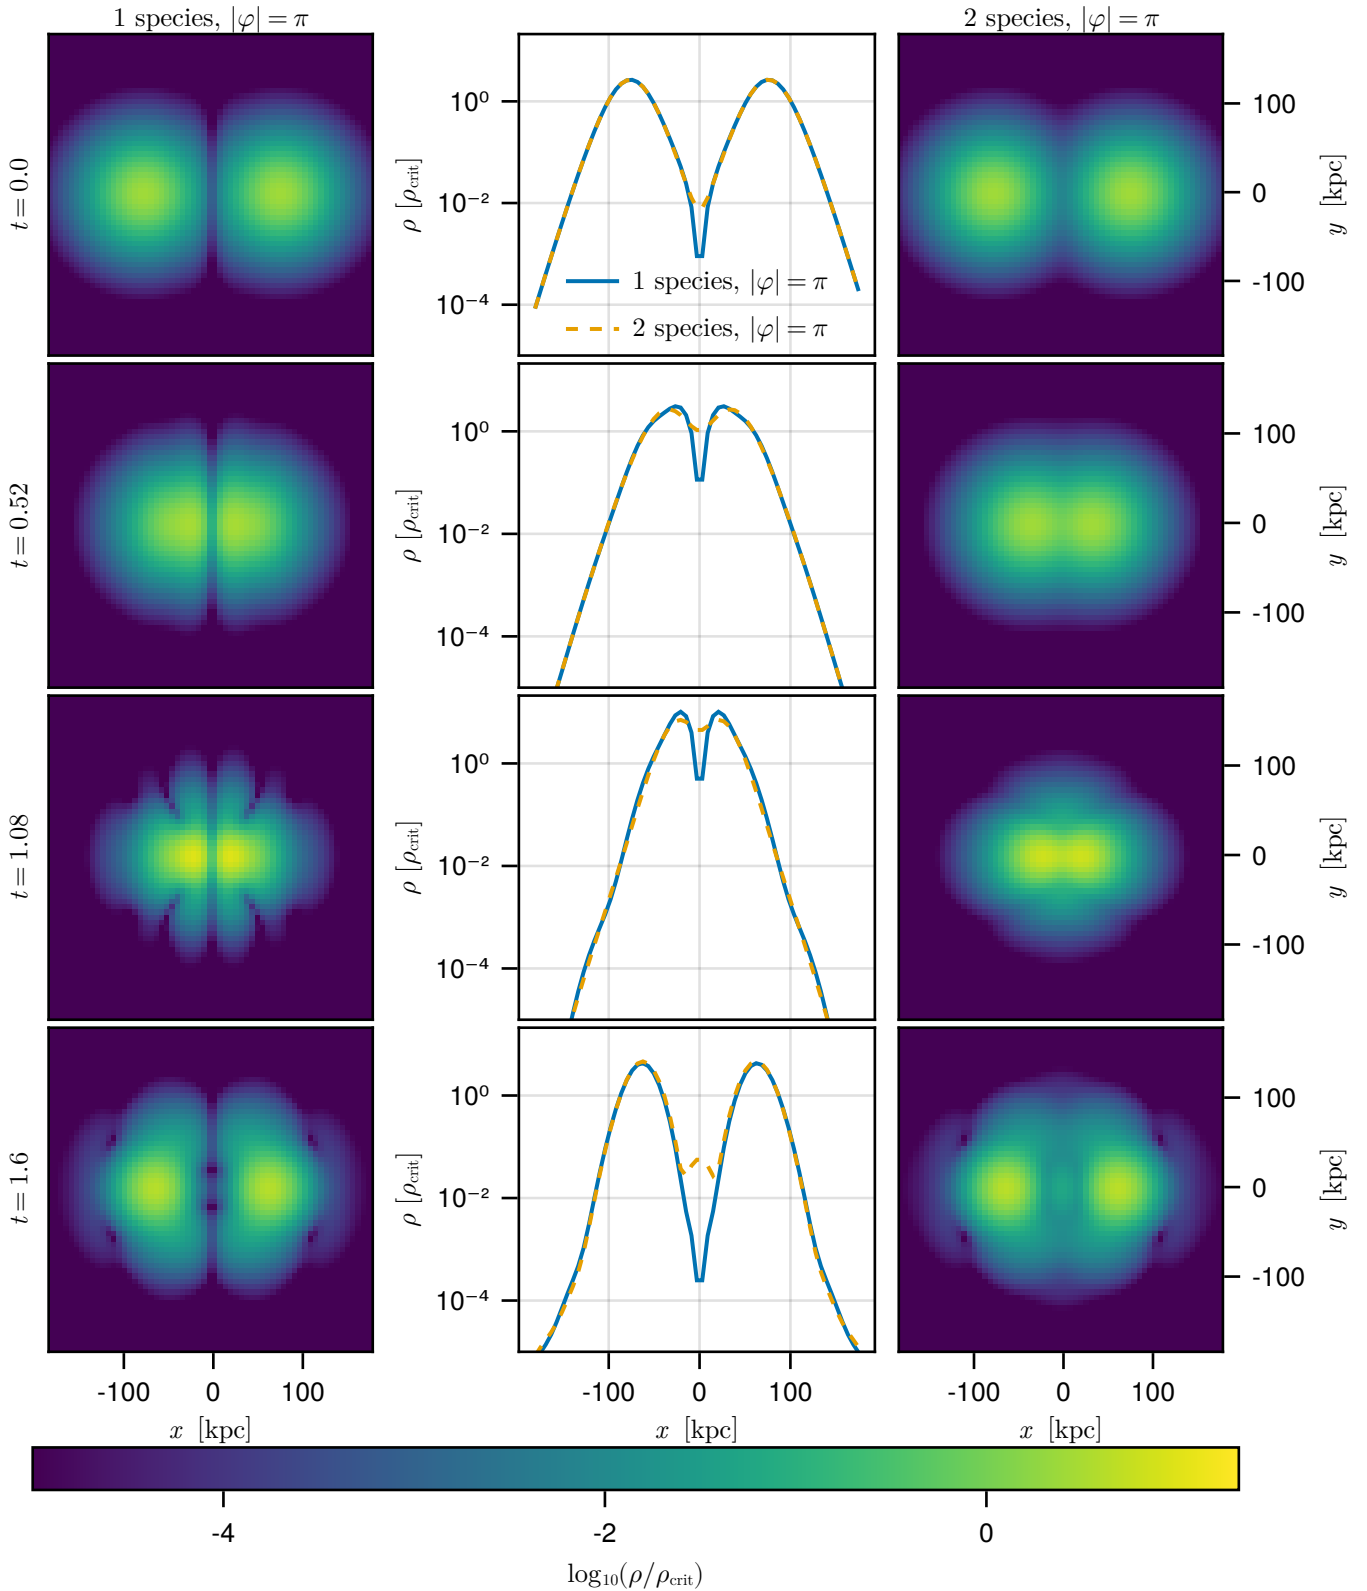 1 species, |φ| = π
2 species, |φ| = π
t = 0.0
10⁰
10⁻²
10⁻⁴
ρ [ρcrit]
1 species, |φ| = π
2 species, |φ| = π
100
0
-100
y [kpc]
t = 0.52
10⁰
10⁻²
10⁻⁴
ρ [ρcrit]
100
0
-100
y [kpc]
t = 1.08
10⁰
10⁻²
10⁻⁴
ρ [ρcrit]
100
0
-100
y [kpc]
t = 1.6
10⁰
10⁻²
10⁻⁴
ρ [ρcrit]
100
0
-100
y [kpc]
-100 0 100
-100 0 100
-100 0 100
x [kpc]
x [kpc]
x [kpc]
-4 -2 0
log₁₀(ρ/ρcrit)